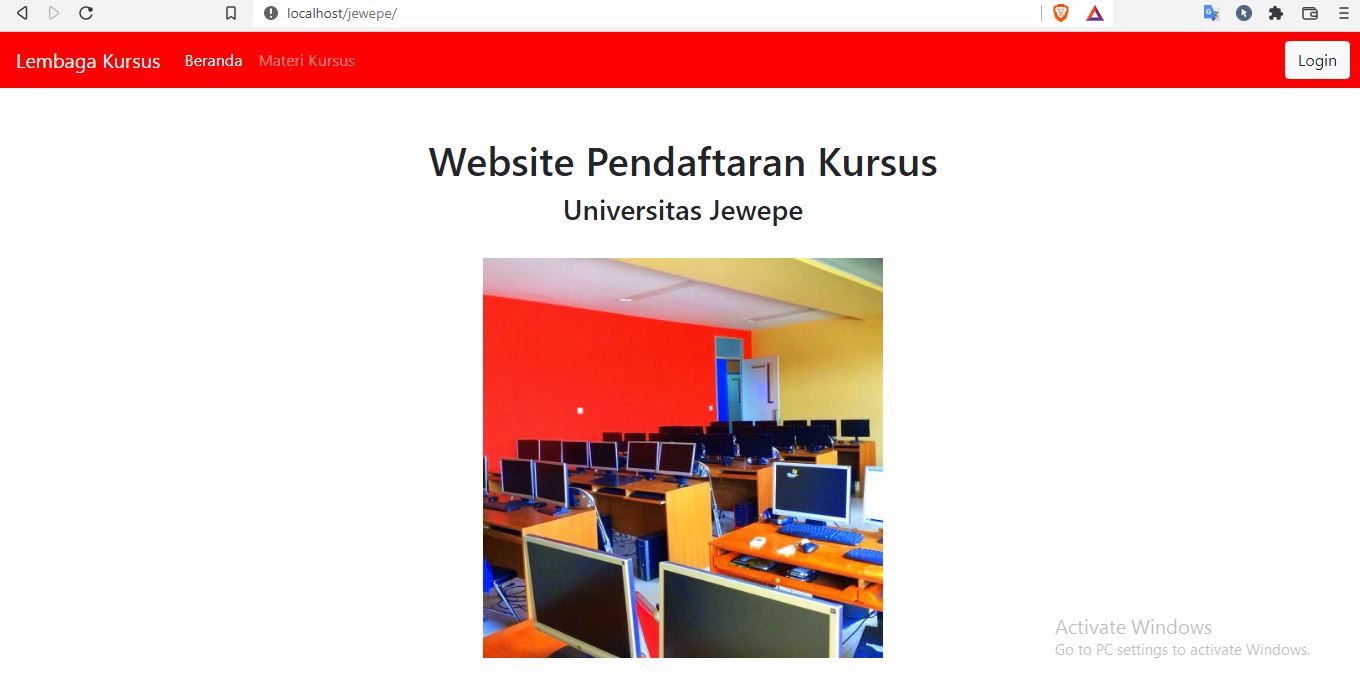 localhost/jewepe/
Lembaga Kursus Beranda Materi Kursus Login
Website Pendaftaran Kursus
Universitas Jewepe
Activate Windows
Go to PC settings to activate Windows.